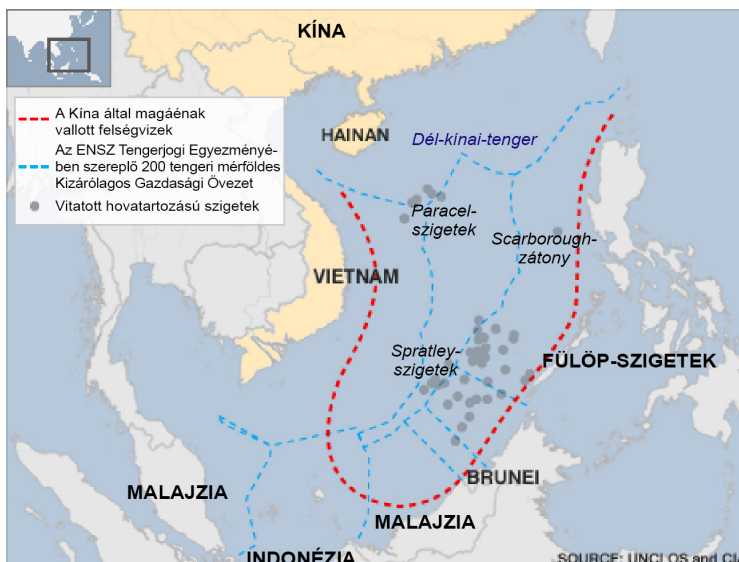 KÍNA
A Kína által magáénak
vallott felségvizek
Az ENSZ Tengerjogi Egyezményé-
ben szereplő 200 tengeri mérföldes
Kizárólagos Gazdasági Övezet
Vitatott hovatartozású szigetek
HAINAN
Dél-kínai-tenger
Paracel-
szigetek
Scarborough-
zátony
VIETNAM
Spratley-
szigetek
FÜLÖP-SZIGETEK
BRUNEI
MALAJZIA
MALAJZIA
INDONÉZIA
SOURCE: UNCLOS and CIA